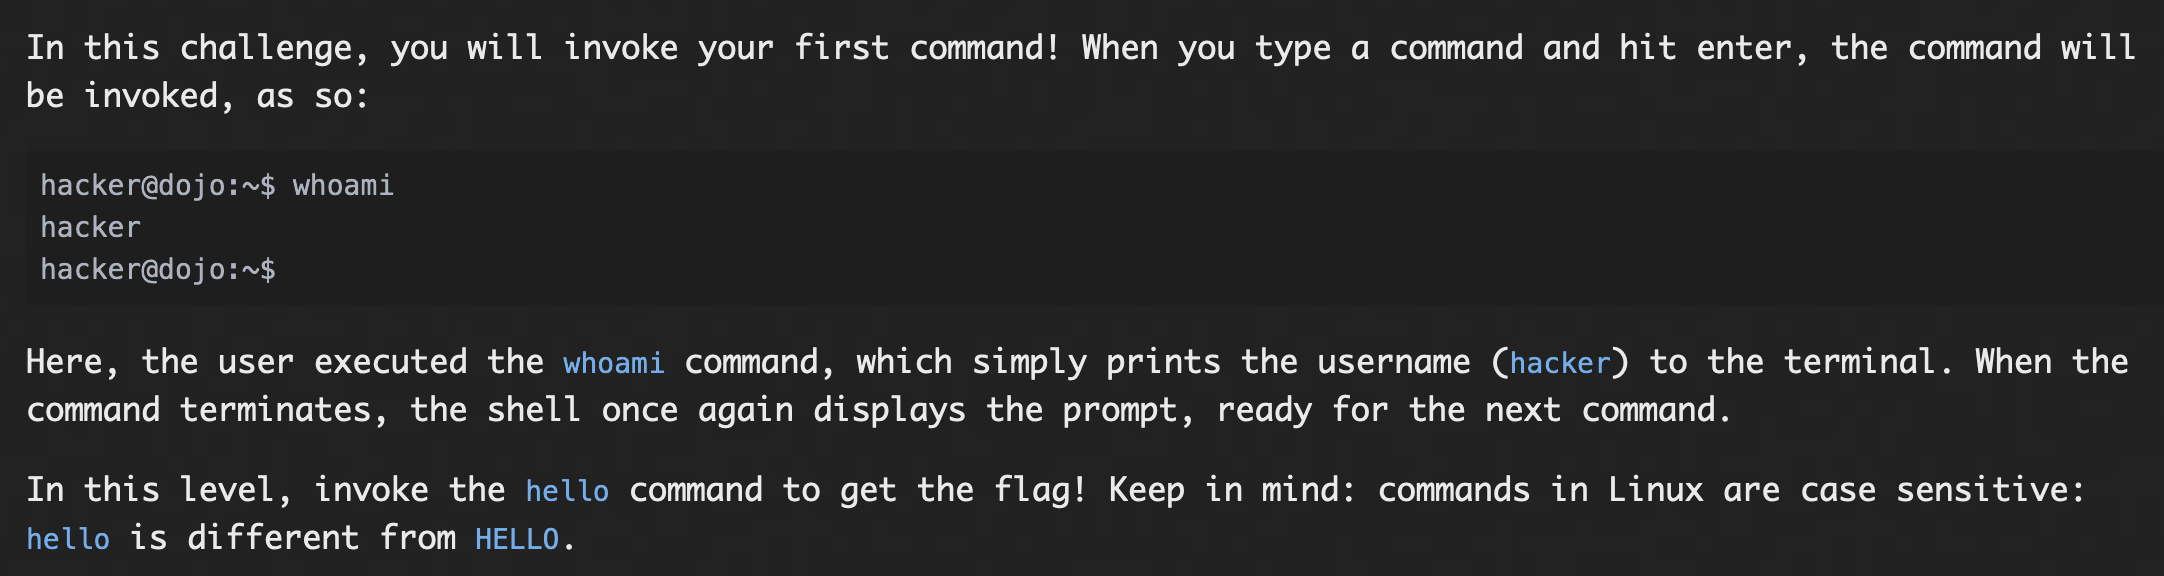 In this challenge, you will invoke your first command! When you type a command and hit enter, the command will
be invoked, as so:
hacker@dojo:~$ whoami
hacker
hacker@dojo:~$
Here, the user executed the whoami command, which simply prints the username (hacker) to the terminal. When the
command terminates, the shell once again displays the prompt, ready for the next command.
In this level, invoke the hello command to get the flag! Keep in mind: commands in Linux are case sensitive:
hello is different from HELLO.